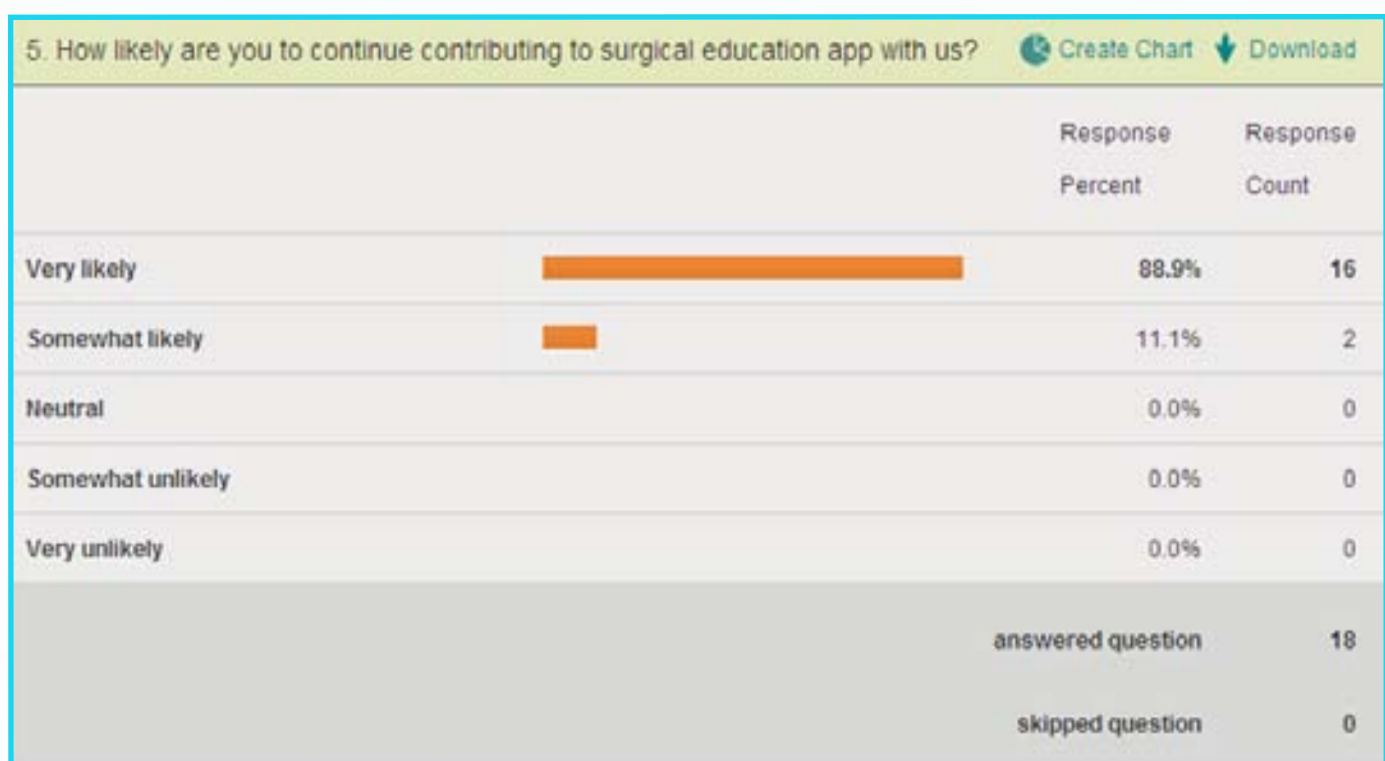 5. How likely are you to continue contributing to surgical education app with us? Create Chart Download
Response Response
Percent Count
Very likely 88.9% 16
Somewhat likely 11.1% 2
Neutral 0.0% 0
Somewhat unlikely 0.0% 0
Very unlikely 0.0% 0
answered question 18
skipped question 0